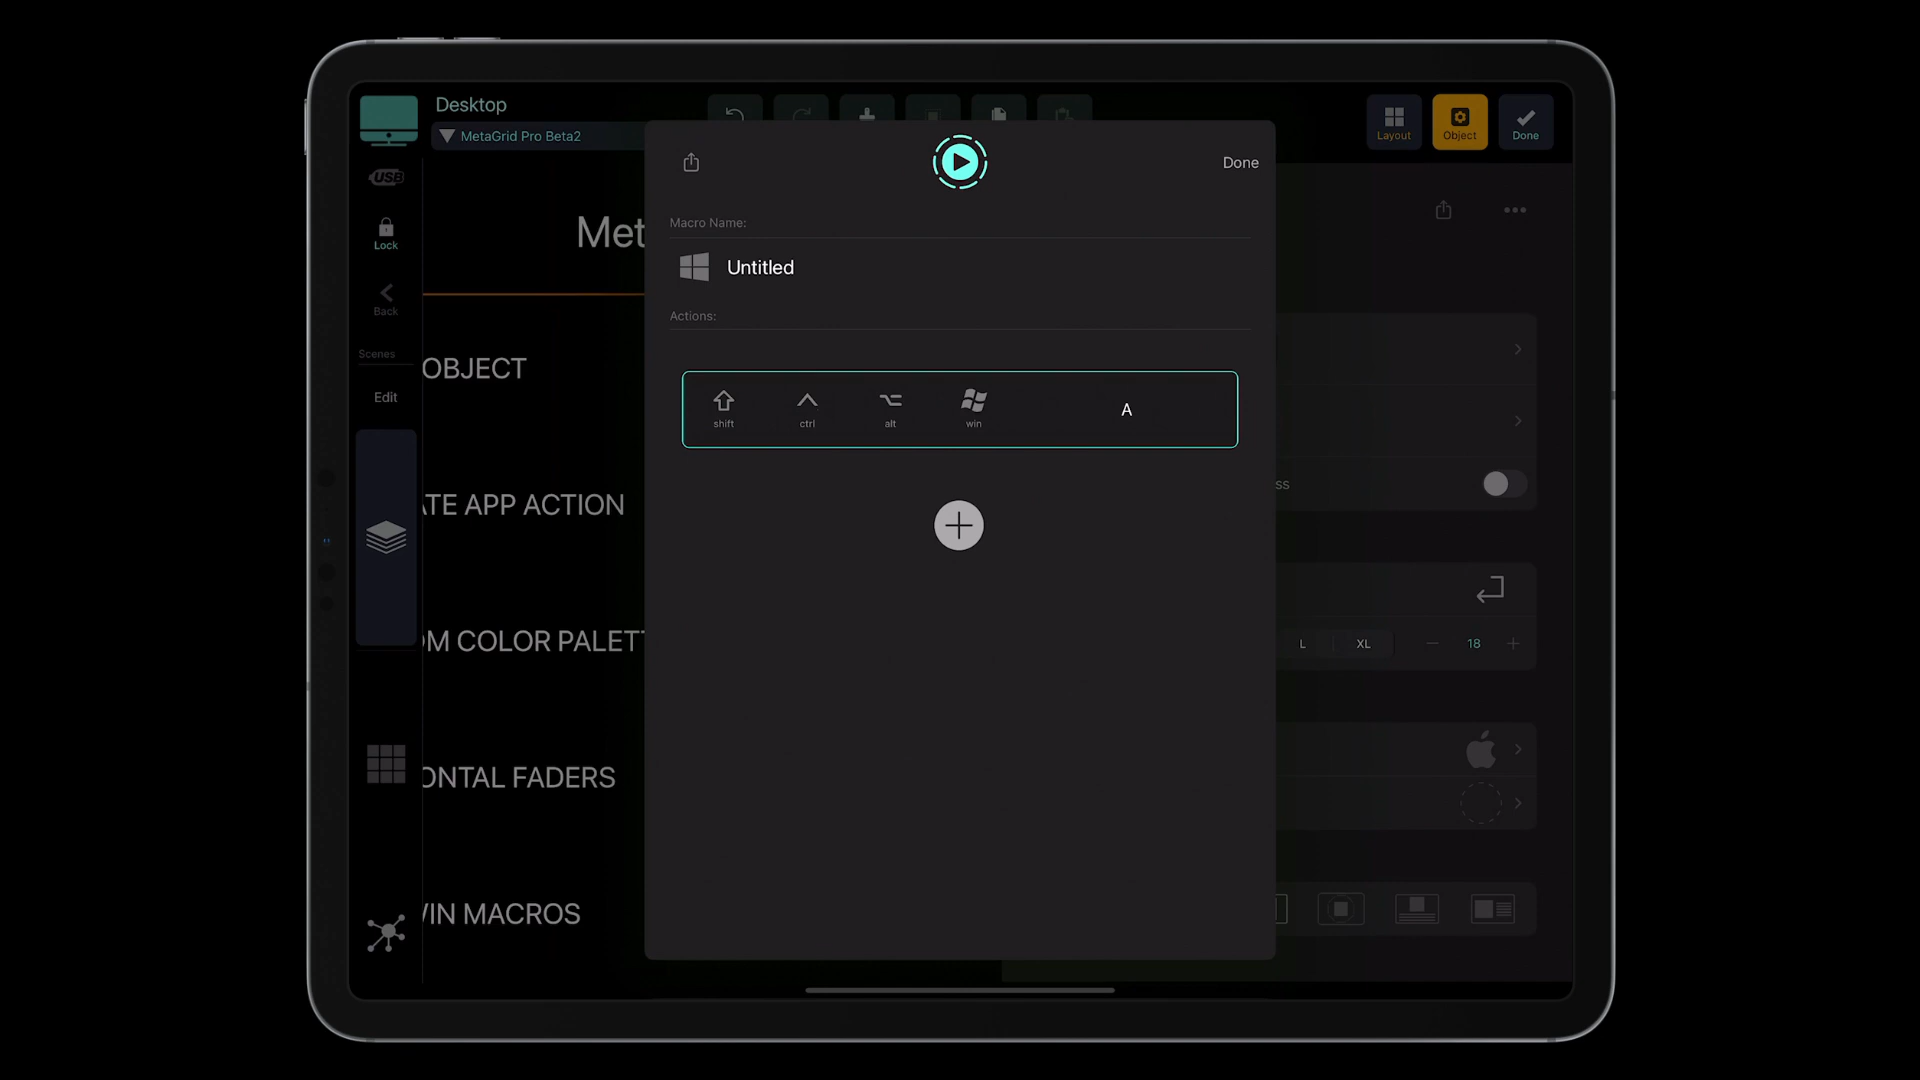 Desktop
MetaGrid Pro Beta2
Layout
Object
Done
USB
Lock
Back
Scenes
Edit
Met
OBJECT
TE APP ACTION
M COLOR PALET
ONTAL FADERS
IN MACROS
Done
Macro Name:
Untitled
Actions:
shift
ctrl
alt
win
A
ss
L
XL
18